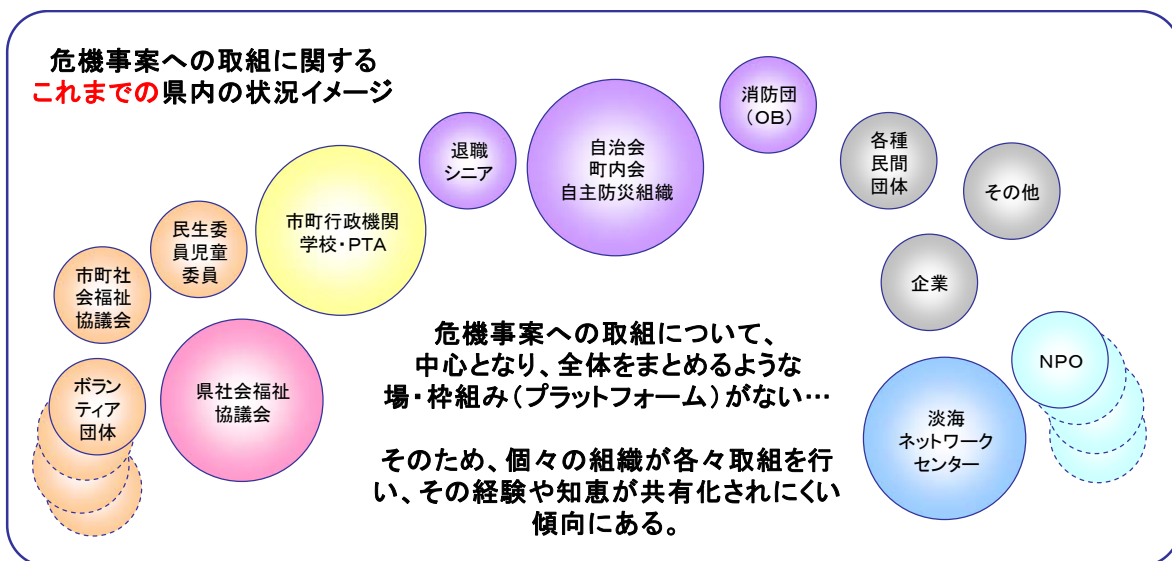 危機事案への取組に関する
これまでの県内の状況イメージ
消防団
（OB）
退職
シニア
自治会
町内会
自主防災組織
各種
民間
団体
その他
民生委
員児童
委員
市町行政機関
学校・PTA
市町社
会福祉
協議会
企業
ボラン
ティア
団体
県社会福祉
協議会
危機事案への取組について、
中心となり、全体をまとめるような
場・枠組み（プラットフォーム）がない…
そのため、個々の組織が各々取組を行
い、その経験や知恵が共有化されにくい
傾向にある。
NPO
淡海
ネットワーク
センター